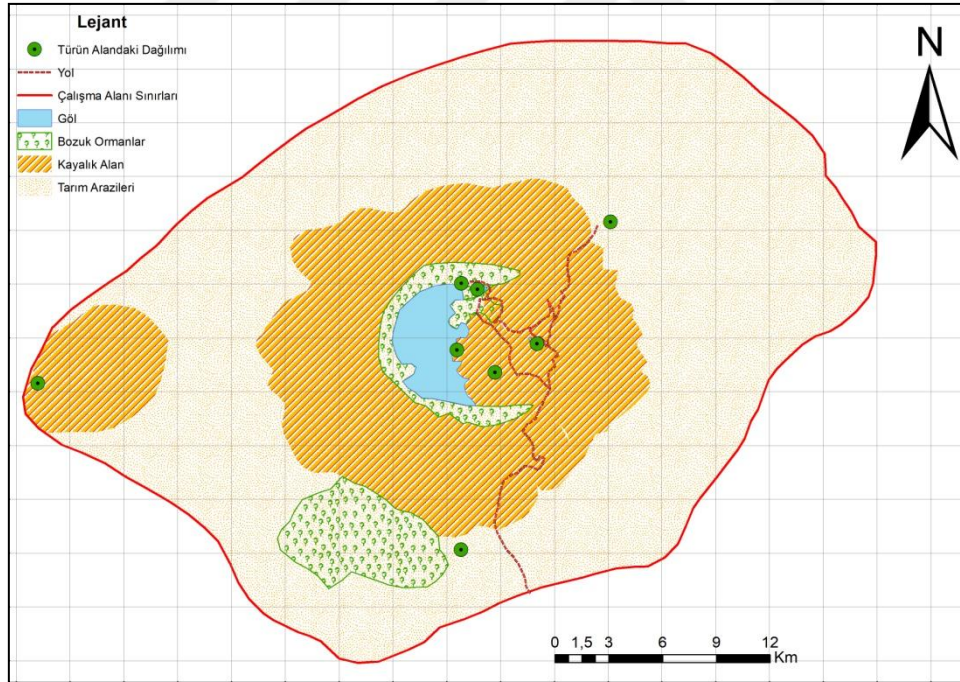 Lejant
Türün Alandaki Dağılımı
Yol
Çalışma Alanı Sınırları
Göl
Bozuk Ormanlar
Kayalık Alan
Tarım Arazileri
N
0 1,5 3 6 9 12
Km